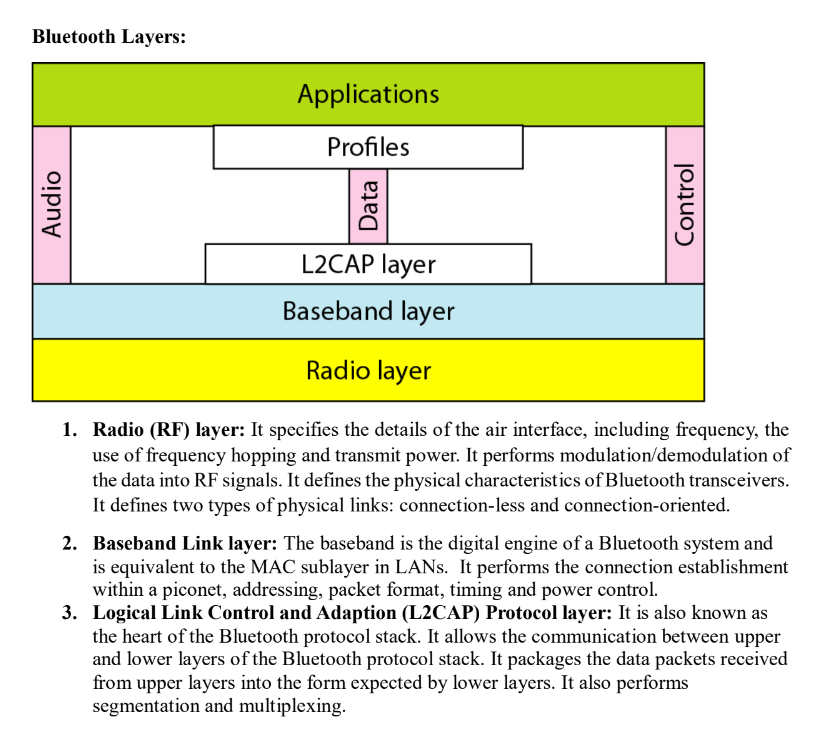 Bluetooth Layers:
Applications
Profiles
Audio
Data
Control
L2CAP layer
Baseband layer
Radio layer
1. Radio (RF) layer: It specifies the details of the air interface, including frequency, the
use of frequency hopping and transmit power. It performs modulation/demodulation of
the data into RF signals. It defines the physical characteristics of Bluetooth transceivers.
It defines two types of physical links: connection-less and connection-oriented.
2. Baseband Link layer: The baseband is the digital engine of a Bluetooth system and
is equivalent to the MAC sublayer in LANs. It performs the connection establishment
within a piconet, addressing, packet format, timing and power control.
3. Logical Link Control and Adaption (L2CAP) Protocol layer: It is also known as
the heart of the Bluetooth protocol stack. It allows the communication between upper
and lower layers of the Bluetooth protocol stack. It packages the data packets received
from upper layers into the form expected by lower layers. It also performs
segmentation and multiplexing.